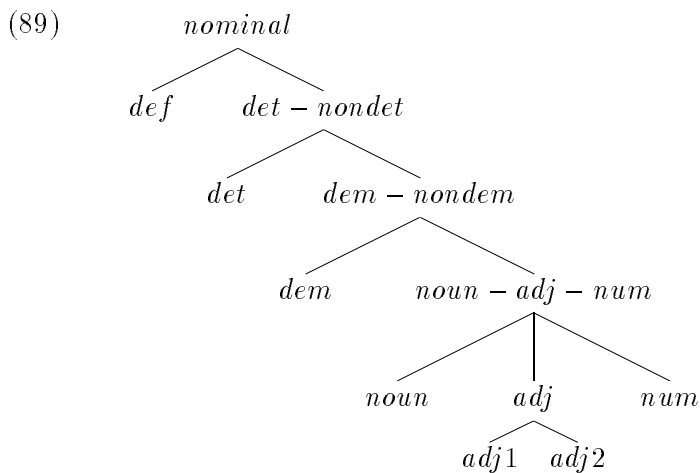 (89) nominal
def det – nondet
det dem – nondem
dem noun – adj – num
noun adj num
adj1 adj2